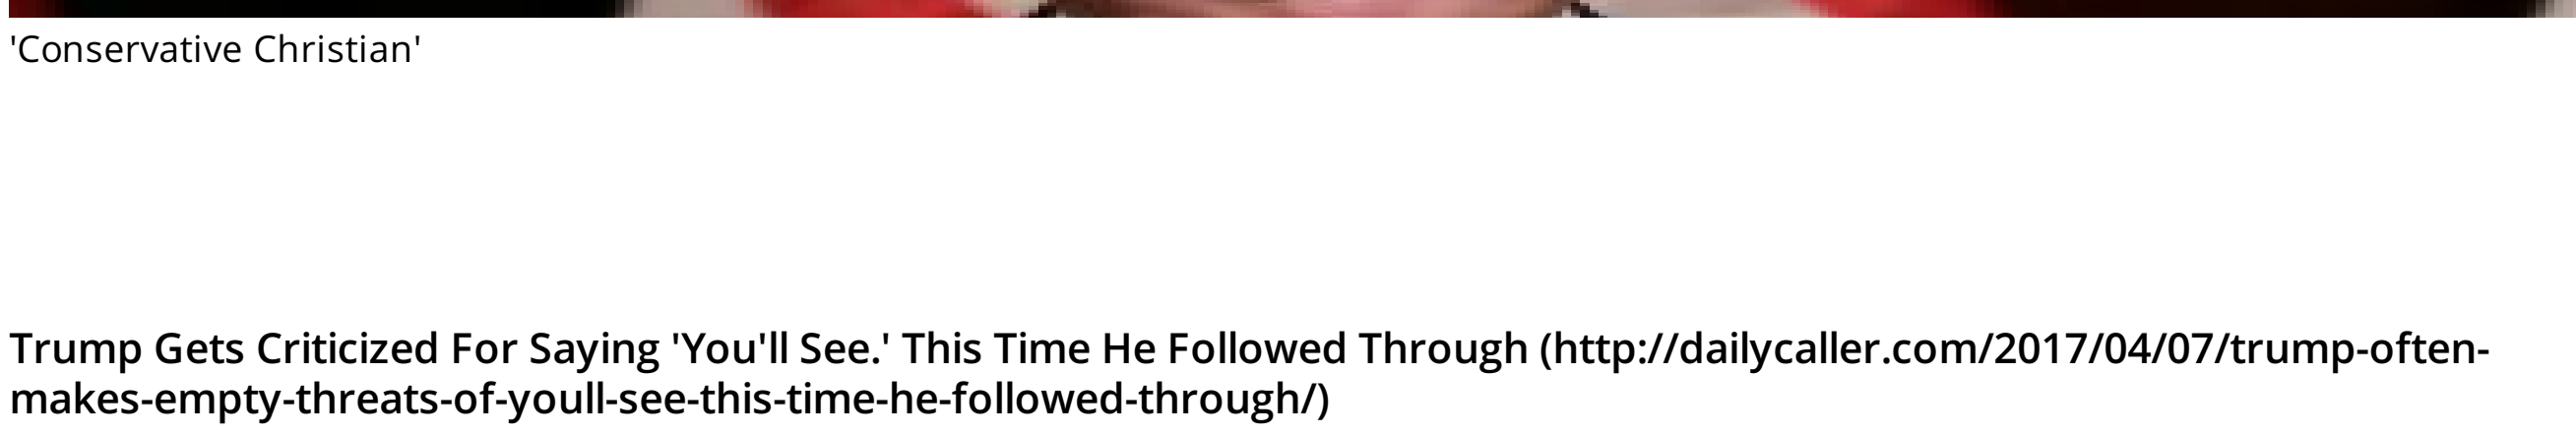 'Conservative Christian'
Trump Gets Criticized For Saying 'You'll See.' This Time He Followed Through (http://dailycaller.com/2017/04/07/trump-often-
makes-empty-threats-of-youll-see-this-time-he-followed-through/)